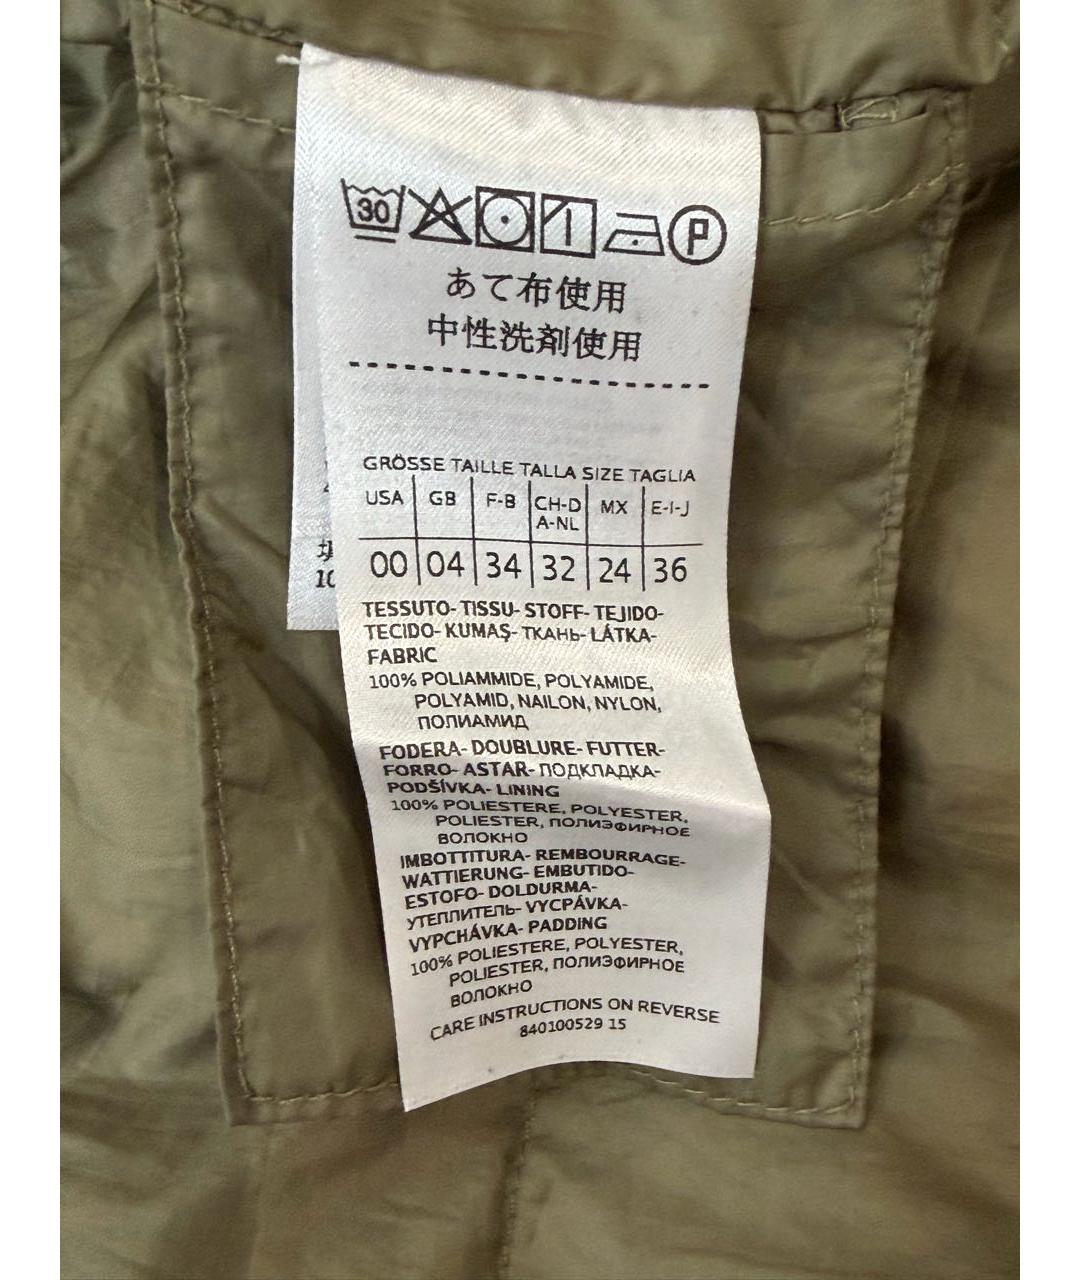 30 P
あて布使用
中性洗剤使用
GRÖSSE TAILLE TALLA SIZE TAGLIA
USA GB F-B CH-D A-NL MX E-I-J
00 04 34 32 24 36
10
TESSUTO- TISSU- STOFF- TEJIDO-
TECIDO- KUMAŞ- ТКАНЬ- LÁTKA-
FABRIC
100% POLIAMMIDE, POLYAMIDE,
POLYAMID, NAILON, NYLON,
ПОЛИАМИД
FODERA- DOUBLURE- FUTTER-
FORRO- ASTAR- ПОДКЛАДКА-
PODŠÍVKA- LINING
100% POLIESTERE, POLYESTER,
POLIESTER, ПОЛИЭФИРНОЕ
ВОЛОКНО
IMBOTTITURA- REMBOURRAGE-
WATTIERUNG- EMBUTIDO-
ESTOFO- DOLDURMA-
УТЕПЛИТЕЛЬ- VYCPÁVKA-
VYPCHÁVKA- PADDING
100% POLIESTERE, POLYESTER,
POLIESTER, ПОЛИЭФИРНОЕ
ВОЛОКНО
CARE INSTRUCTIONS ON REVERSE
840100529 15